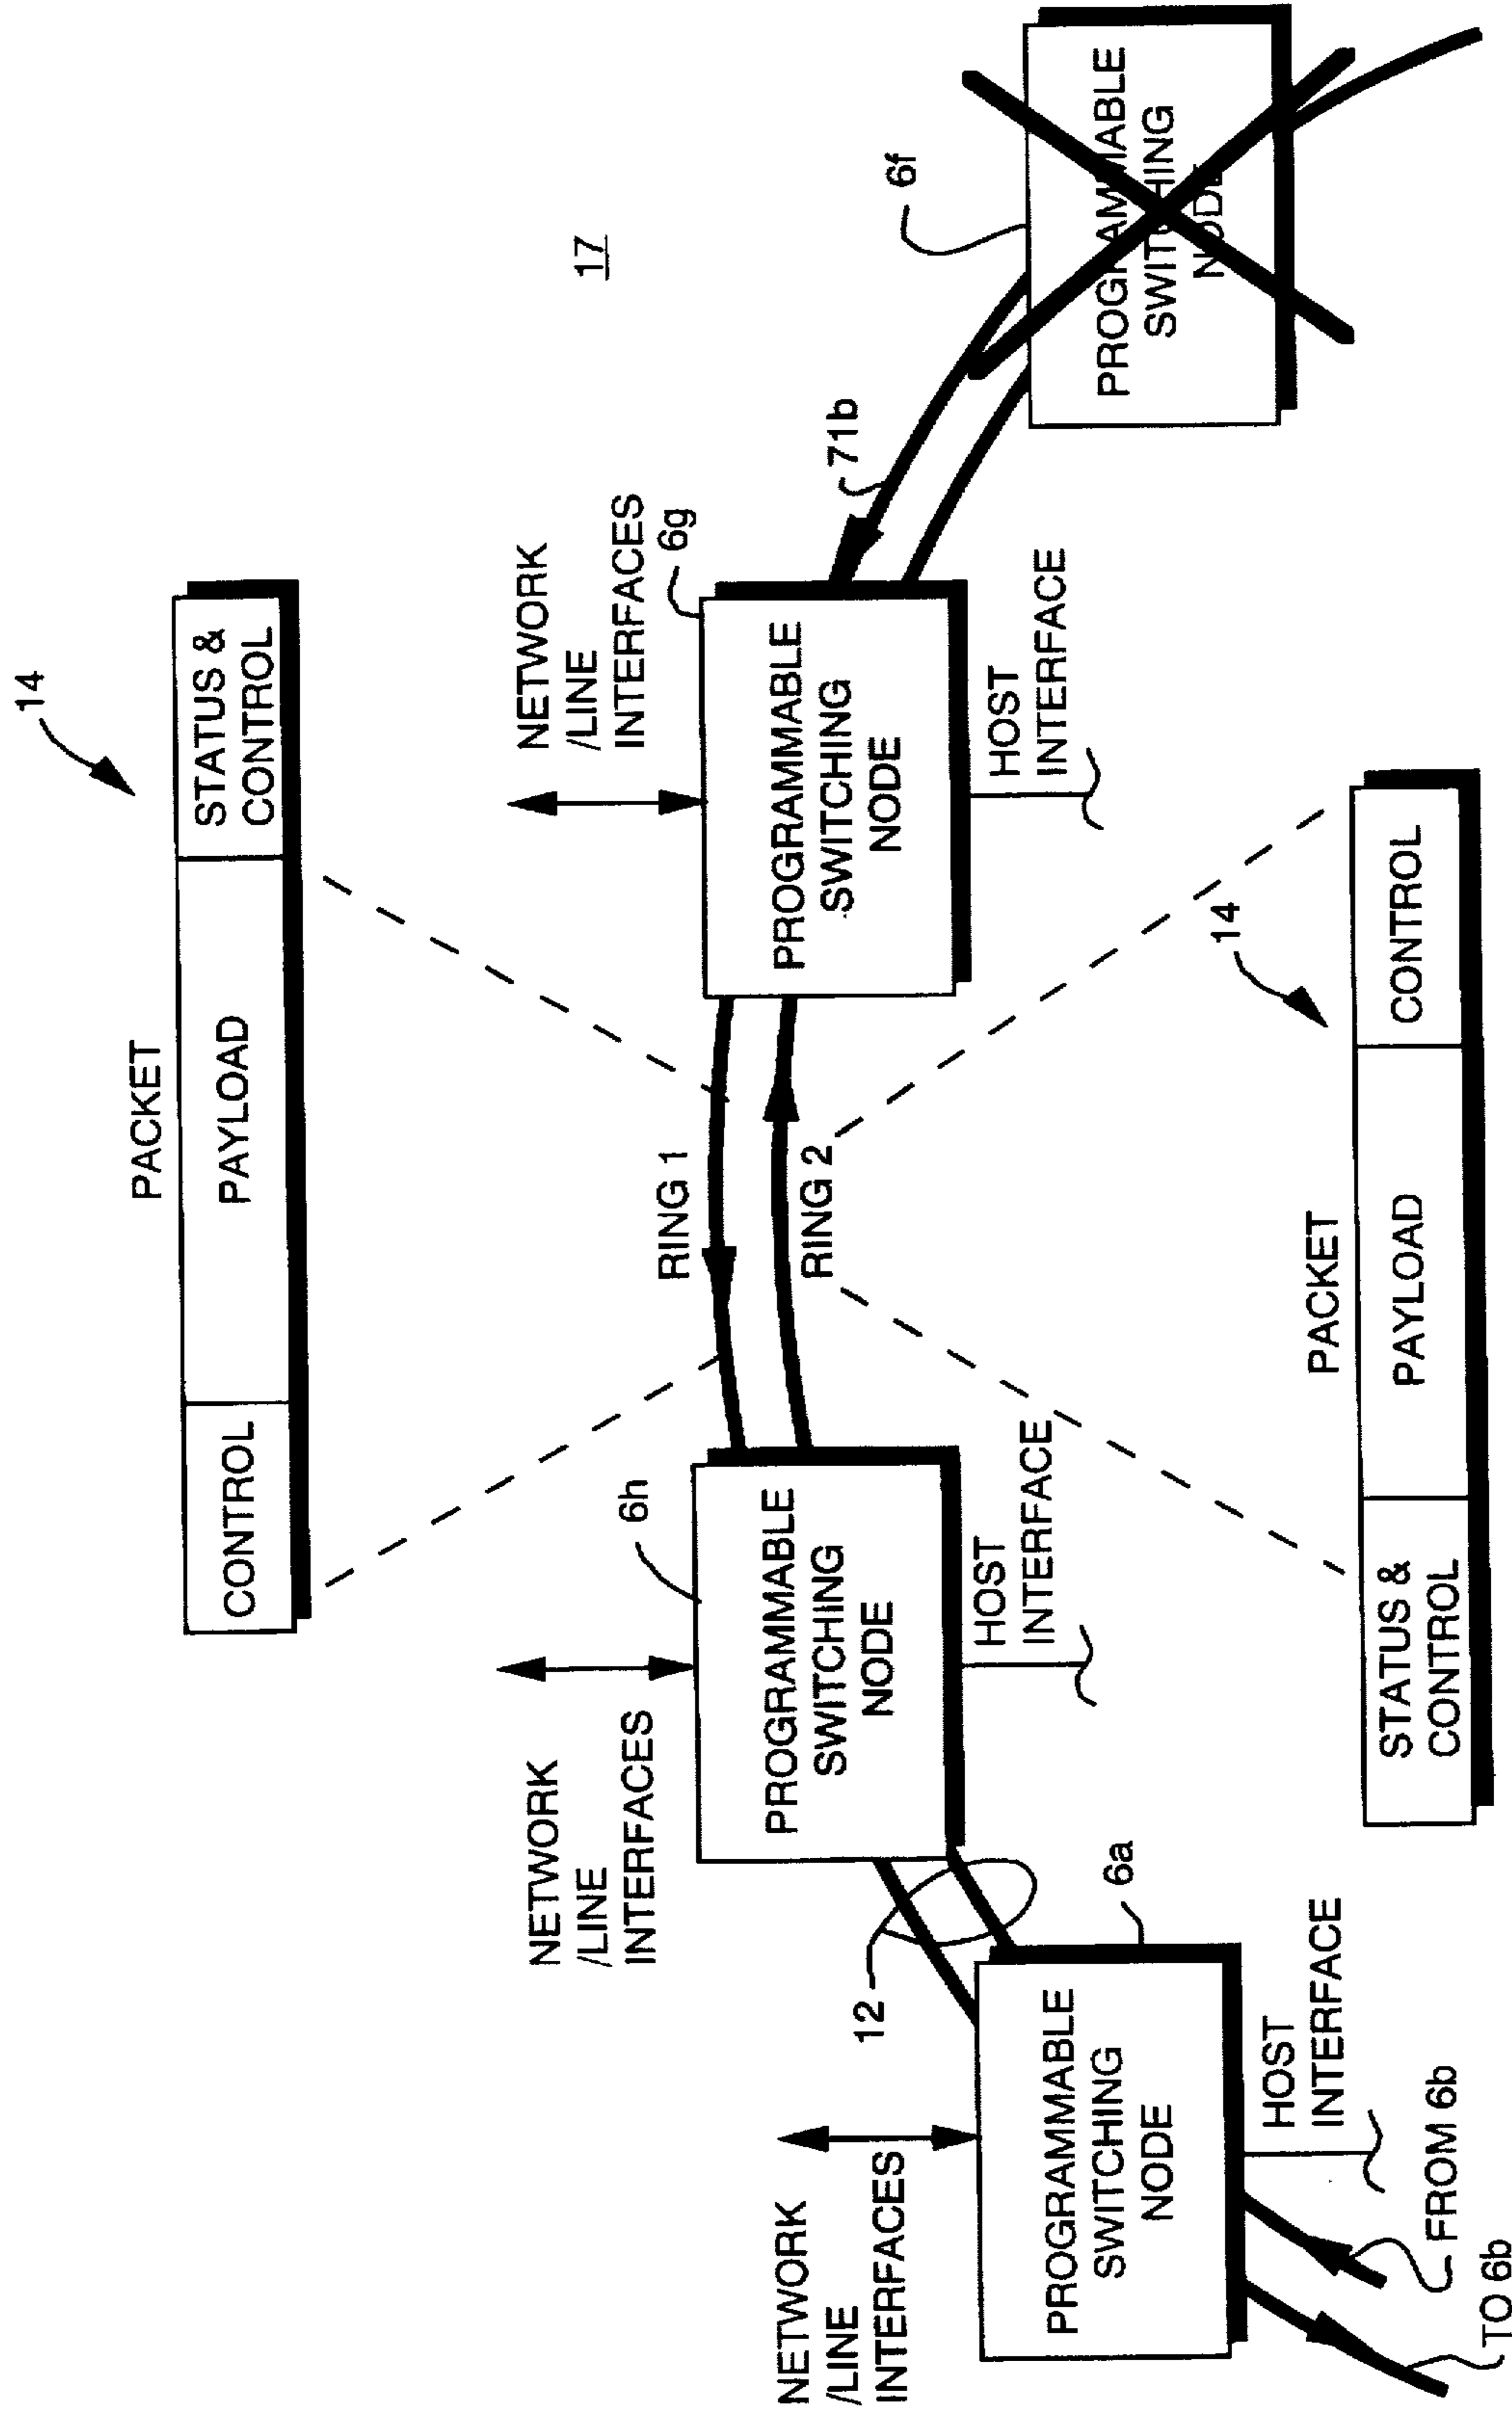 14
PACKET
CONTROL
PAYLOAD
STATUS &
CONTROL
17
NETWORK
/LINE
INTERFACES
6h
PROGRAMMABLE
SWITCHING
NODE
HOST
INTERFACE
RING 1
RING 2
NETWORK
/LINE
INTERFACES
6g
PROGRAMMABLE
SWITCHING
NODE
HOST
INTERFACE
71b
6f
PROGRAMMABLE
SWITCHING
NODE
NETWORK
/LINE
INTERFACES
12
6a
PROGRAMMABLE
SWITCHING
NODE
HOST
INTERFACE
FROM 6b
TO 6b
14
PACKET
STATUS &
CONTROL
PAYLOAD
CONTROL